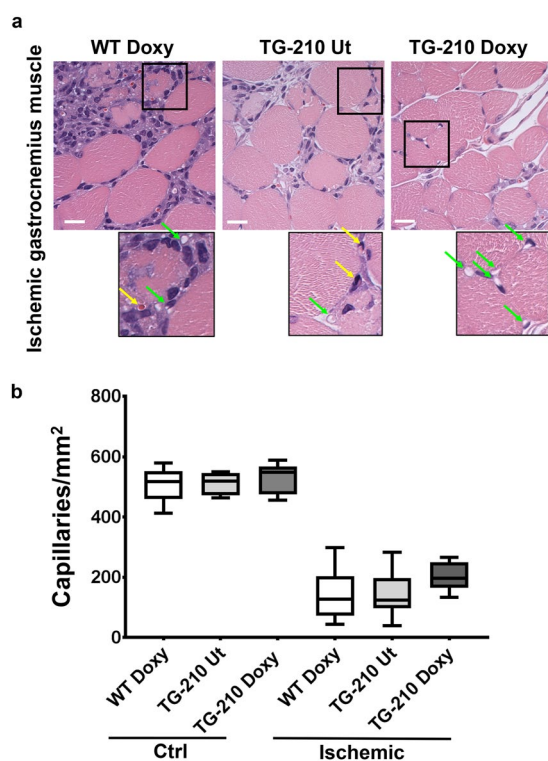 a
WT Doxy
TG-210 Ut
TG-210 Doxy
Ischemic gastrocnemius muscle
b
Capillaries/mm²
800
600
400
200
0
WT Doxy
TG-210 Ut
TG-210 Doxy
WT Doxy
TG-210 Ut
TG-210 Doxy
Ctrl
Ischemic